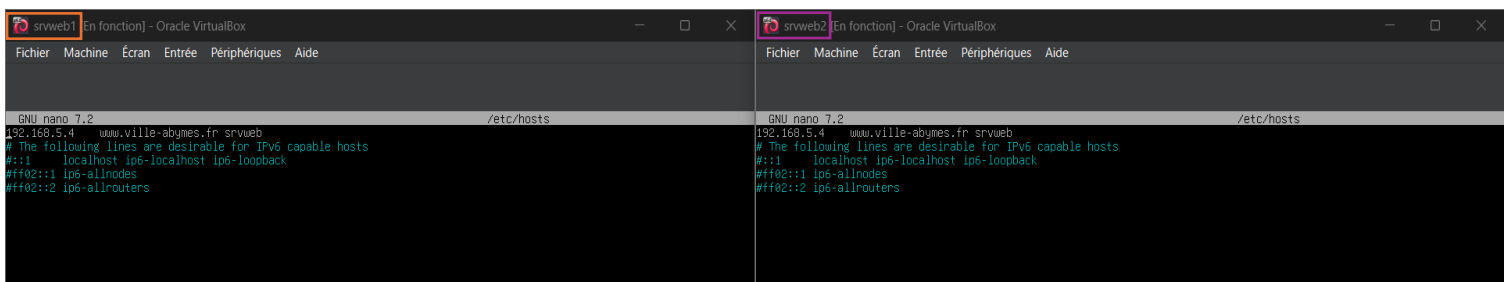 srvweb1 [En fonction] - Oracle VirtualBox
Fichier Machine Écran Entrée Périphériques Aide
GNU nano 7.2 /etc/hosts
192.168.5.4 www.ville-abymes.fr srvweb
# The following lines are desirable for IPv6 capable hosts
#::1 localhost ip6-localhost ip6-loopback
#ff02::1 ip6-allnodes
#ff02::2 ip6-allrouters
srvweb2 [En fonction] - Oracle VirtualBox
Fichier Machine Écran Entrée Périphériques Aide
GNU nano 7.2 /etc/hosts
192.168.5.4 www.ville-abymes.fr srvweb
# The following lines are desirable for IPv6 capable hosts
#::1 localhost ip6-localhost ip6-loopback
#ff02::1 ip6-allnodes
#ff02::2 ip6-allrouters